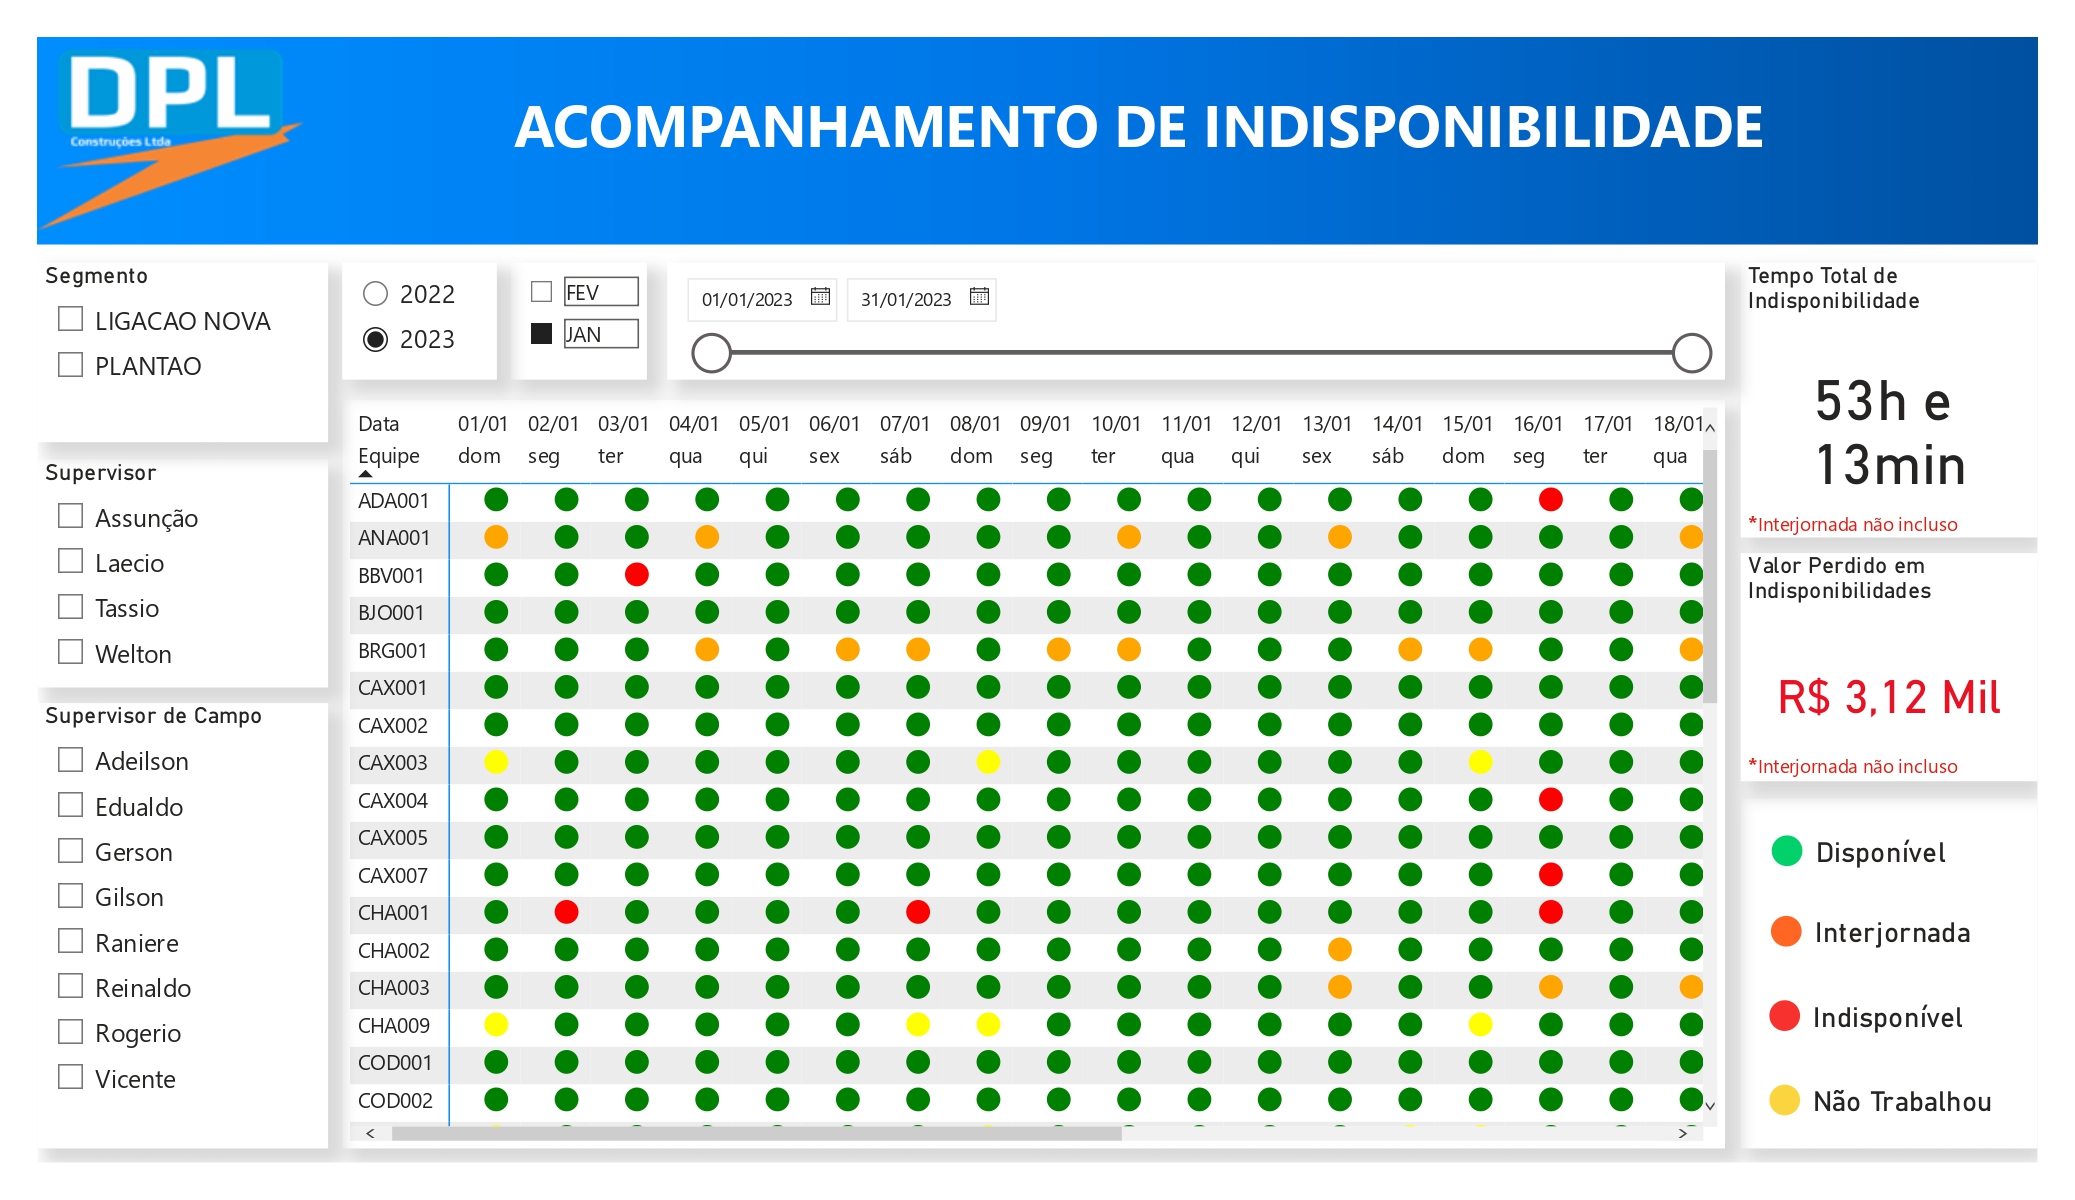 DPL
Construções Ltda
ACOMPANHAMENTO DE INDISPONIBILIDADE
Segmento
LIGACAO NOVA
PLANTAO
Supervisor
Assunção
Laecio
Tassio
Welton
Supervisor de Campo
Adeilson
Edualdo
Gerson
Gilson
Raniere
Reinaldo
Rogerio
Vicente
2022
2023
FEV
JAN
01/01/2023 31/01/2023
Data 01/01 02/01 03/01 04/01 05/01 06/01 07/01 08/01 09/01 10/01 11/01 12/01 13/01 14/01 15/01 16/01 17/01 18/01
Equipe dom seg ter qua qui sex sáb dom seg ter qua qui sex sáb dom seg ter qua
ADA001
ANA001
BBV001
BJO001
BRG001
CAX001
CAX002
CAX003
CAX004
CAX005
CAX007
CHA001
CHA002
CHA003
CHA009
COD001
COD002
Tempo Total de
Indisponibilidade
53h e
13min
*Interjornada não incluso
Valor Perdido em
Indisponibilidades
R$ 3,12 Mil
*Interjornada não incluso
Disponível
Interjornada
Indisponível
Não Trabalhou